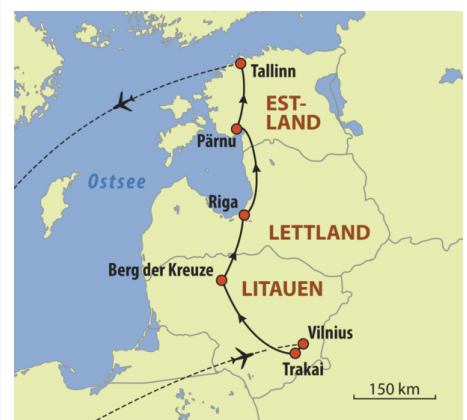 Tallinn
EST-
LAND
Pärnu
Ostsee
Riga
LETTLAND
Berg der Kreuze
LITAUEN
Vilnius
Trakai
150 km